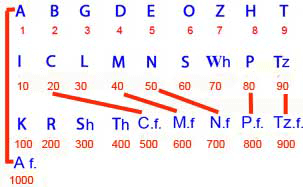 A B G D E O Z H T
1 2 3 4 5 6 7 8 9
I C L M N S Wh P Tz
10 20 30 40 50 60 70 80 90
K R Sh Th C.f. M.f N.f P.f. Tz.f.
100 200 300 400 500 600 700 800 900
A f.
1000